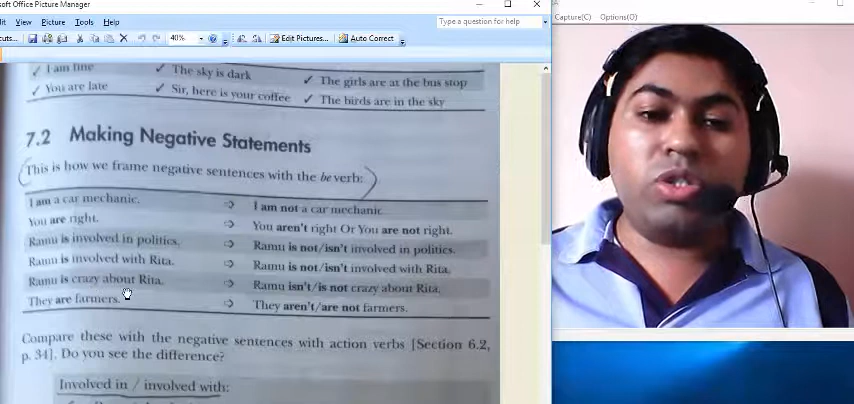 soft Office Picture Manager
dit View Picture Tools Help
Type a question for help
cuts... 40% Edit Pictures... Auto Correct
Capture(C) Options(O)
✓ I am fine ✓ The sky is dark ✓ The girls are at the bus stop
✓ You are late ✓ Sir, here is your coffee ✓ The birds are in the sky
7.2 Making Negative Statements
This is how we frame negative sentences with the be verb:
I am a car mechanic. ⇨ I am not a car mechanic.
You are right. ⇨ You aren't right Or You are not right.
Ramu is involved in politics. ⇨ Ramu is not/isn't involved in politics.
Ramu is involved with Rita. ⇨ Ramu is not/isn't involved with Rita.
Ramu is crazy about Rita. ⇨ Ramu isn't/is not crazy about Rita.
They are farmers. ⇨ They aren't/are not farmers.
Compare these with the negative sentences with action verbs [Section 6.2,
p. 34]. Do you see the difference?
Involved in / involved with: